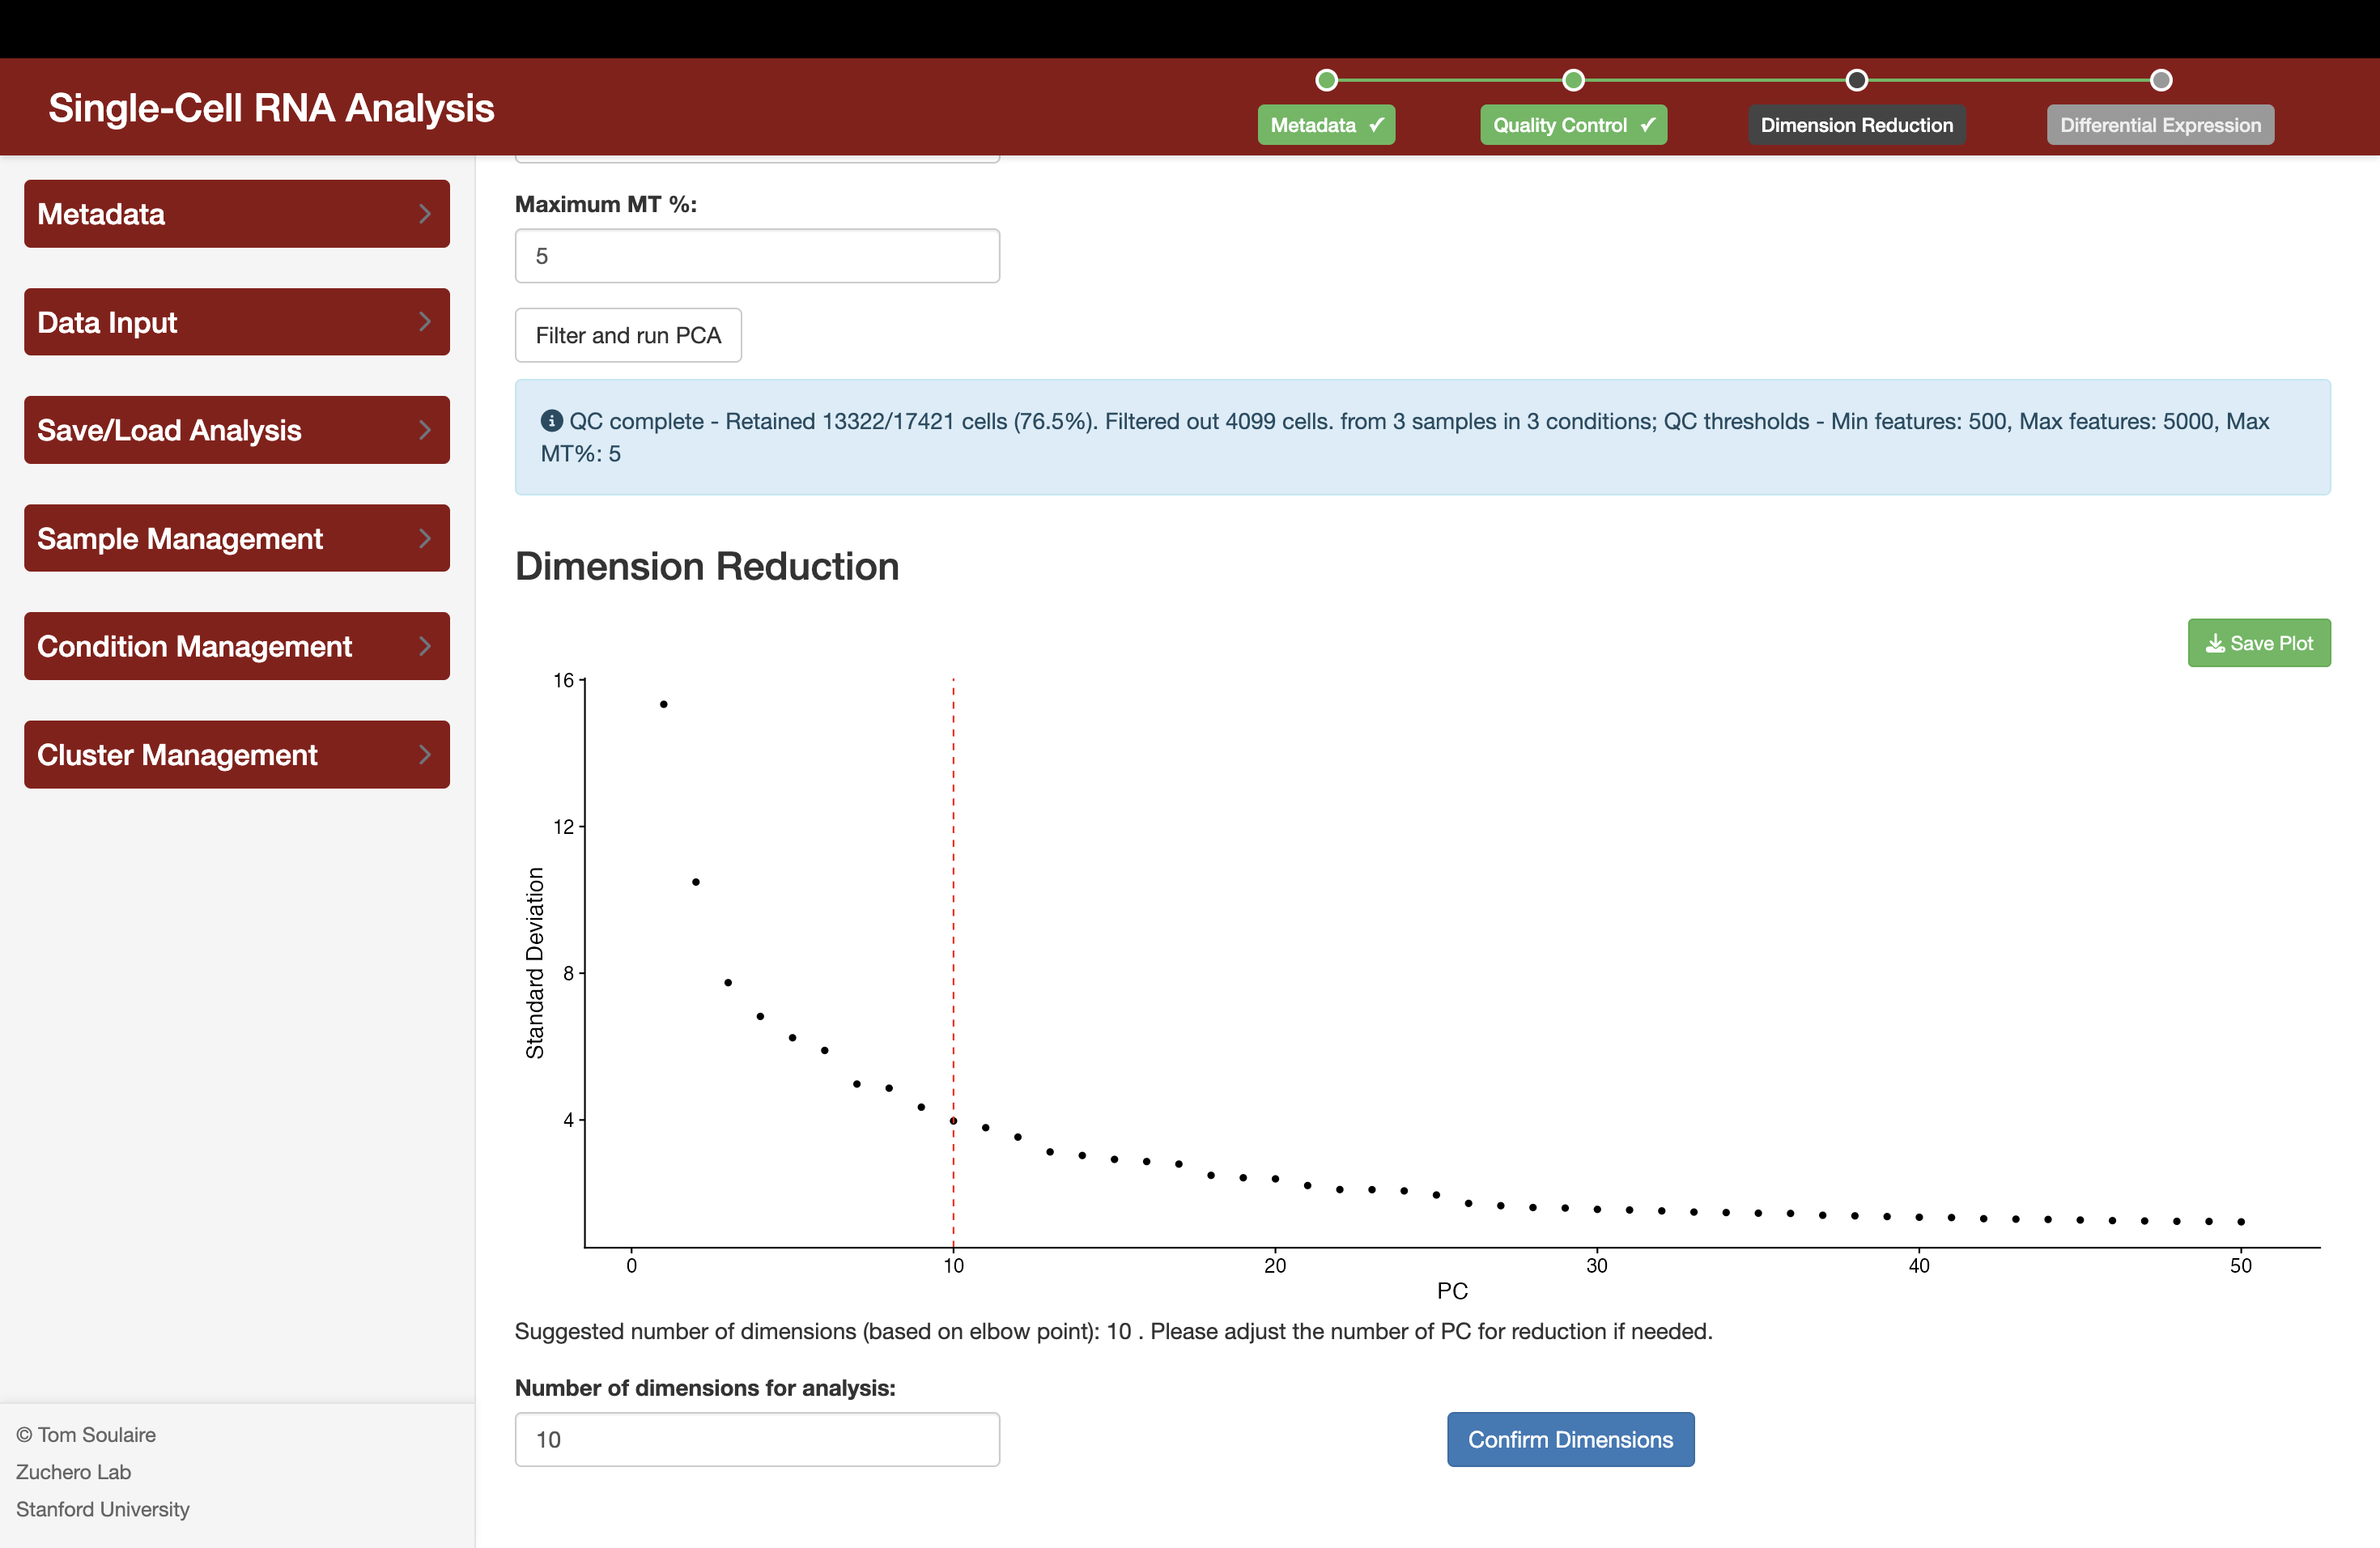 Single-Cell RNA Analysis
Metadata ✓
Quality Control ✓
Dimension Reduction
Differential Expression
Metadata
Data Input
Save/Load Analysis
Sample Management
Condition Management
Cluster Management
© Tom Soulaire
Zuchero Lab
Stanford University
Maximum MT %:
5
Filter and run PCA
QC complete - Retained 13322/17421 cells (76.5%). Filtered out 4099 cells. from 3 samples in 3 conditions; QC thresholds - Min features: 500, Max features: 5000, Max
MT%: 5
Dimension Reduction
Save Plot
16
12
8
4
Standard Deviation
0 10 20 30 40 50
PC
Suggested number of dimensions (based on elbow point): 10 . Please adjust the number of PC for reduction if needed.
Number of dimensions for analysis:
10
Confirm Dimensions